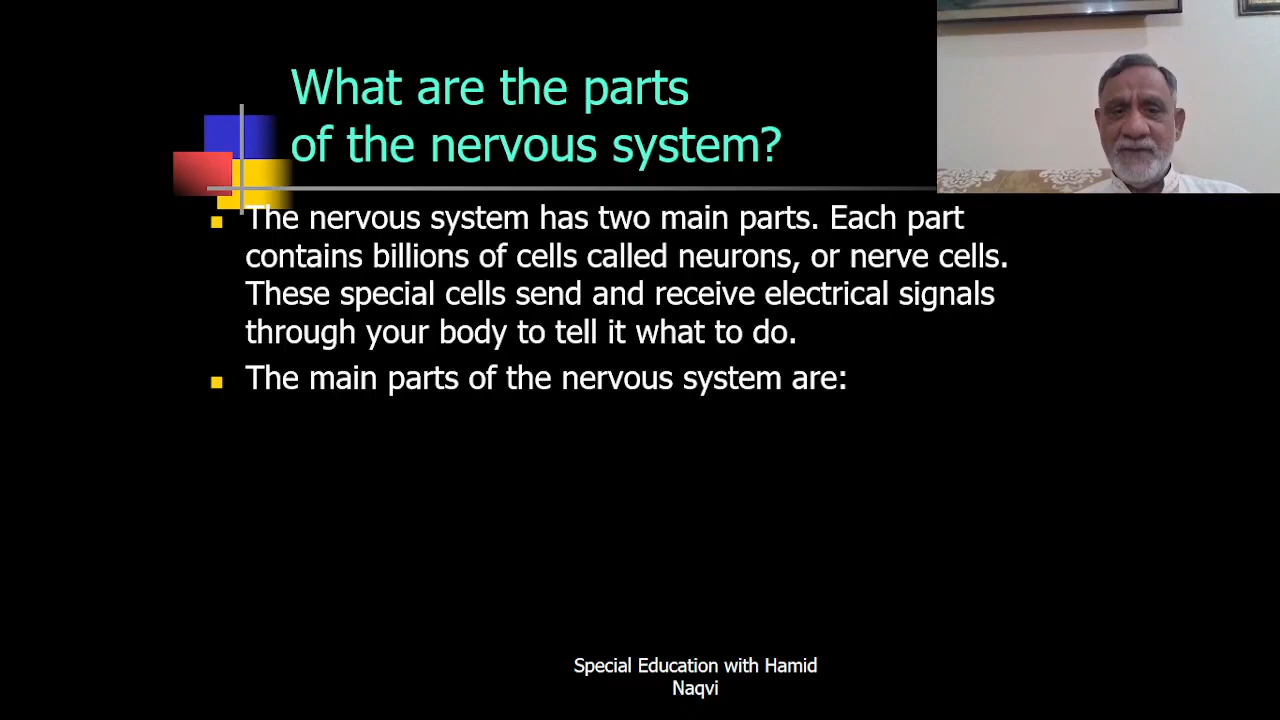 What are the parts
of the nervous system?
The nervous system has two main parts. Each part
contains billions of cells called neurons, or nerve cells.
These special cells send and receive electrical signals
through your body to tell it what to do.
The main parts of the nervous system are:
Special Education with Hamid
Naqvi